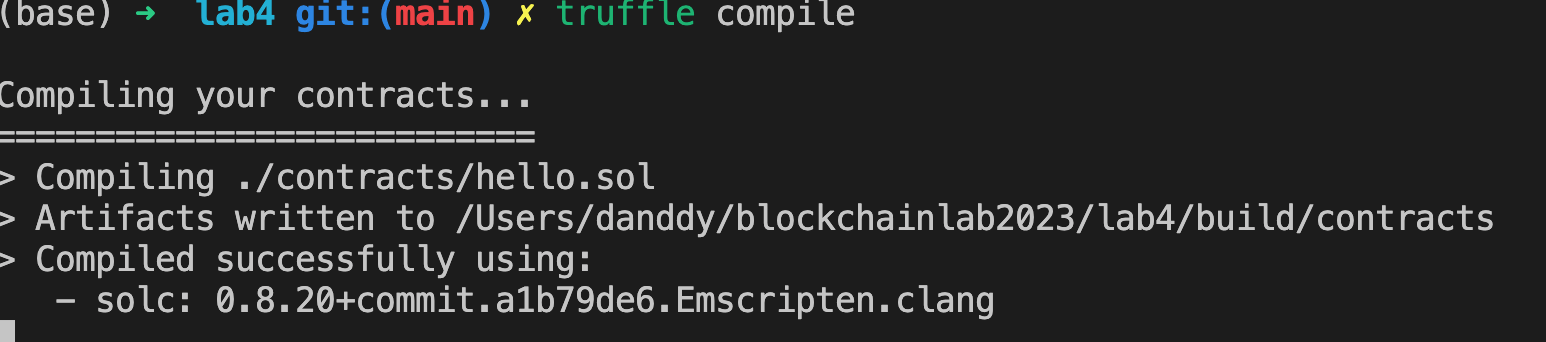 (base) ➜ lab4 git:(main) ✗ truffle compile
Compiling your contracts...
===========================
> Compiling ./contracts/hello.sol
> Artifacts written to /Users/danddy/blockchainlab2023/lab4/build/contracts
> Compiled successfully using:
   - solc: 0.8.20+commit.a1b79de6.Emscripten.clang